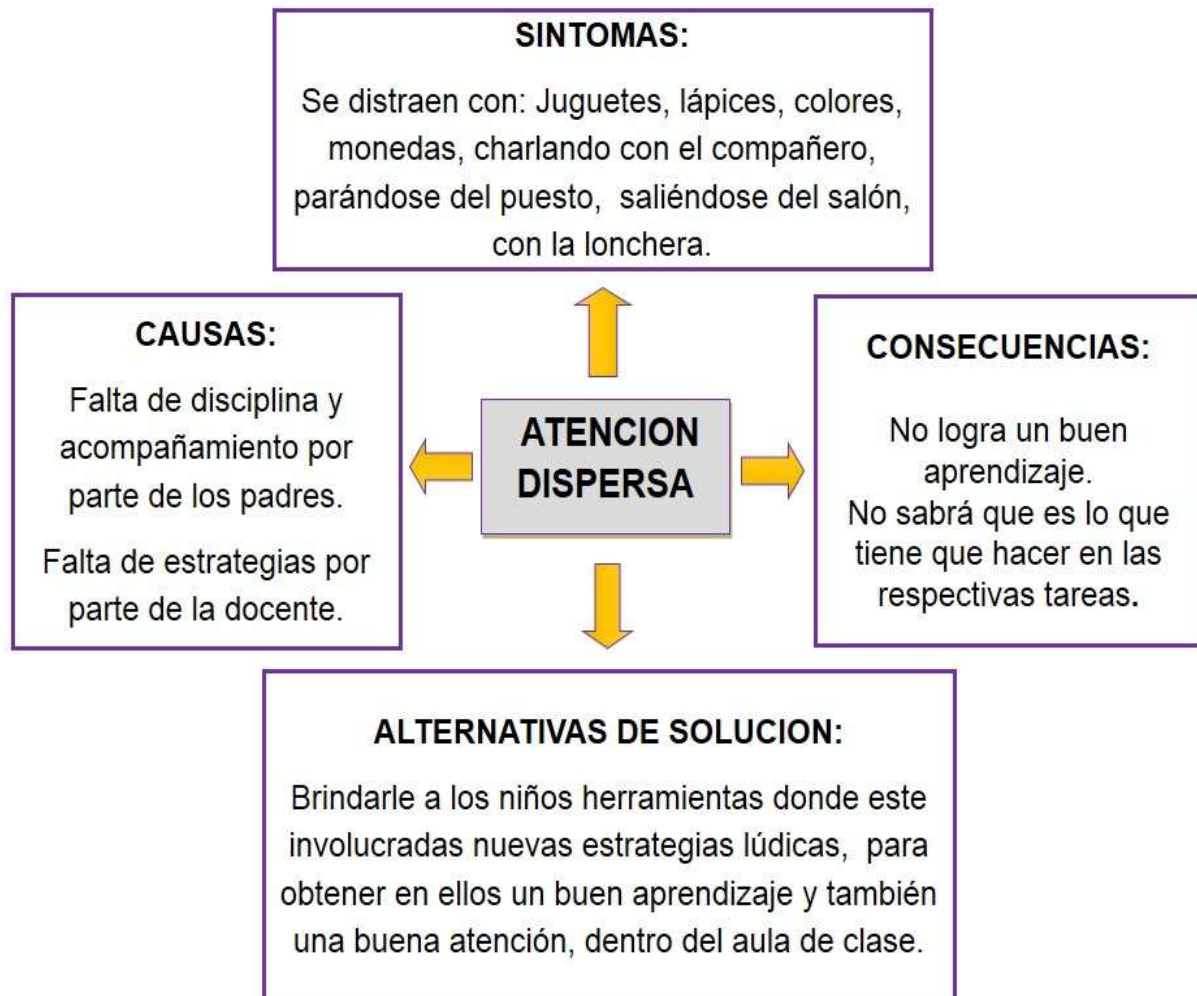 SINTOMAS:
Se distraen con: Juguetes, lápices, colores,
monedas, charlando con el compañero,
parándose del puesto, saliéndose del salón,
con la lonchera.
CAUSAS:
Falta de disciplina y
acompañamiento por
parte de los padres.
Falta de estrategias por
parte de la docente.
ATENCION
DISPERSA
CONSECUENCIAS:
No logra un buen
aprendizaje.
No sabrá que es lo que
tiene que hacer en las
respectivas tareas.
ALTERNATIVAS DE SOLUCION:
Brindarle a los niños herramientas donde este
involucradas nuevas estrategias lúdicas, para
obtener en ellos un buen aprendizaje y también
una buena atención, dentro del aula de clase.